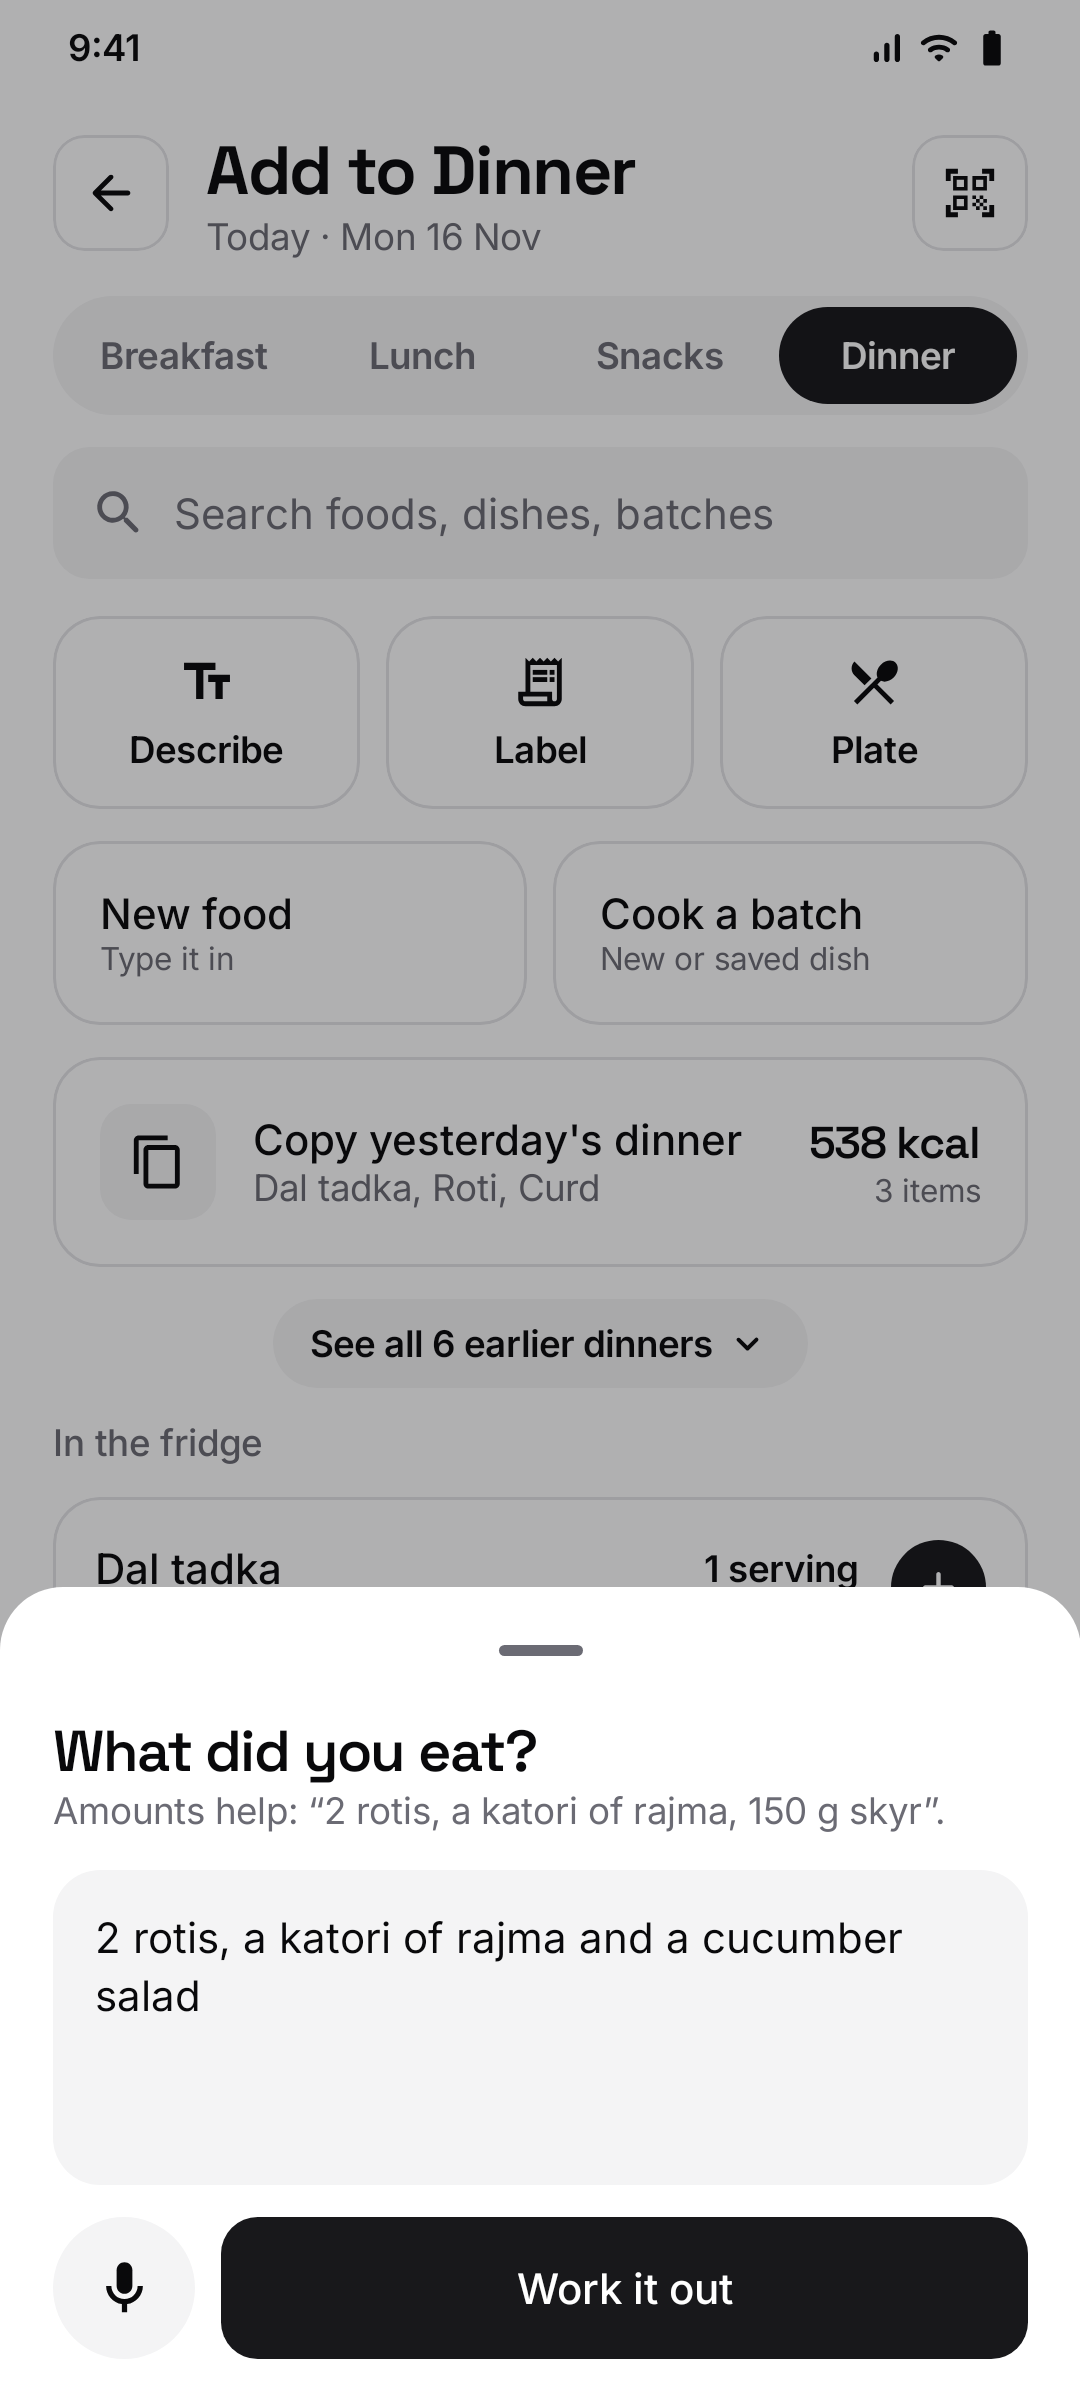 9:41
Add to Dinner
Today · Mon 16 Nov
Breakfast Lunch Snacks Dinner
Search foods, dishes, batches
Describe Label Plate
New food Cook a batch
Type it in New or saved dish
Copy yesterday's dinner 538 kcal
Dal tadka, Roti, Curd 3 items
See all 6 earlier dinners
In the fridge
Dal tadka 1 serving
What did you eat?
Amounts help: “2 rotis, a katori of rajma, 150 g skyr”.
2 rotis, a katori of rajma and a cucumber
salad
Work it out